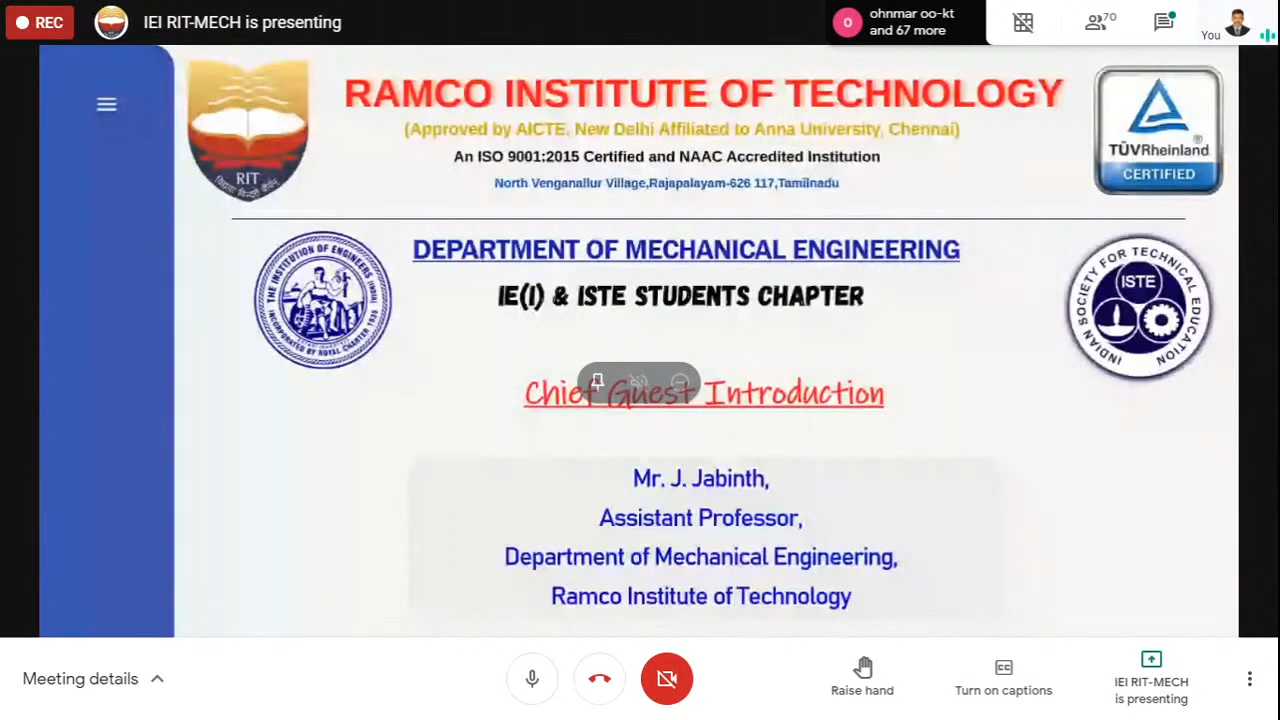 REC
IEI RIT-MECH is presenting
O
ohnmar oo-kt
and 67 more
70
You
RIT
RAMCO INSTITUTE OF TECHNOLOGY
(Approved by AICTE, New Delhi Affiliated to Anna University, Chennai)
An ISO 9001:2015 Certified and NAAC Accredited Institution
North Venganallur Village,Rajapalayam-626 117,Tamilnadu
TÜVRheinland®
CERTIFIED
THE INSTITUTION OF ENGINEERS (INDIA)
INCORPORATED BY ROYAL CHARTER 1935
DEPARTMENT OF MECHANICAL ENGINEERING
IE(I) & ISTE STUDENTS CHAPTER
INDIAN SOCIETY FOR TECHNICAL EDUCATION
ISTE
Chief Guest Introduction
Mr. J. Jabinth,
Assistant Professor,
Department of Mechanical Engineering,
Ramco Institute of Technology
Meeting details
Raise hand
CC
Turn on captions
IEI RIT-MECH
is presenting